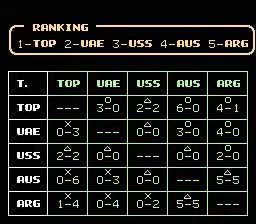 RANKING
1-TOP 2-UAE 3-USS 4-AUS 5-ARG
T. TOP UAE USS AUS ARG
TOP --- ○3-0 △2-2 ○6-0 ○4-1
UAE ×0-3 --- △0-0 ○3-0 ○4-0
USS △2-2 △0-0 --- △0-0 ○2-0
AUS ×0-6 ×0-3 △0-0 --- △5-5
ARG ×1-4 ×0-4 ×0-2 △5-5 ---